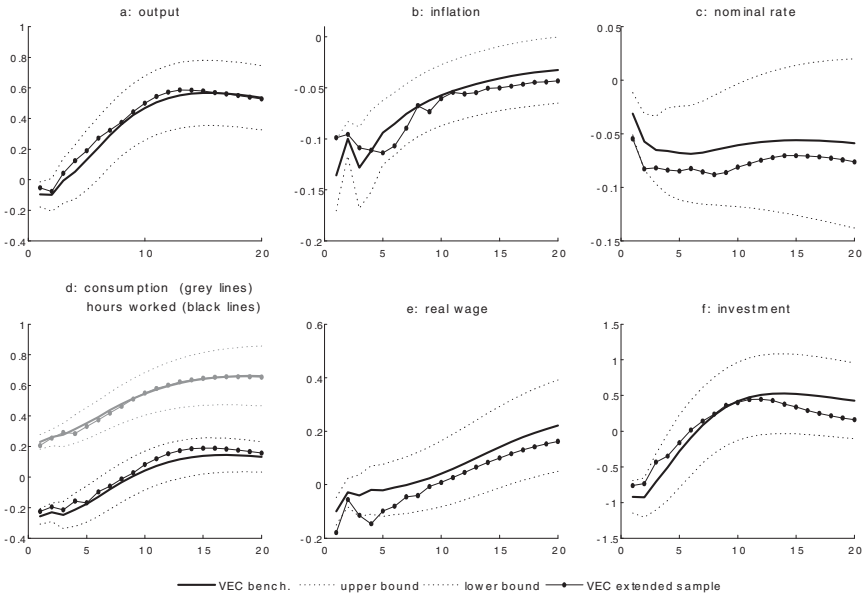 a: output
b: inflation
c: nominal rate
1
0.8
0.6
0.4
0.2
0
-0.2
-0.4
0 5 10 15 20
0
-0.05
-0.1
-0.15
-0.2
0 5 10 15 20
0.05
0
-0.05
-0.1
-0.15
0 5 10 15 20
d: consumption (grey lines)
hours worked (black lines)
e: real wage
f: investment
1
0.8
0.6
0.4
0.2
0
-0.2
-0.4
0 5 10 15 20
0.6
0.4
0.2
0
-0.2
0 5 10 15 20
1.5
1
0.5
0
-0.5
-1
-1.5
0 5 10 15 20
VEC bench. upper bound lower bound VEC extended sample